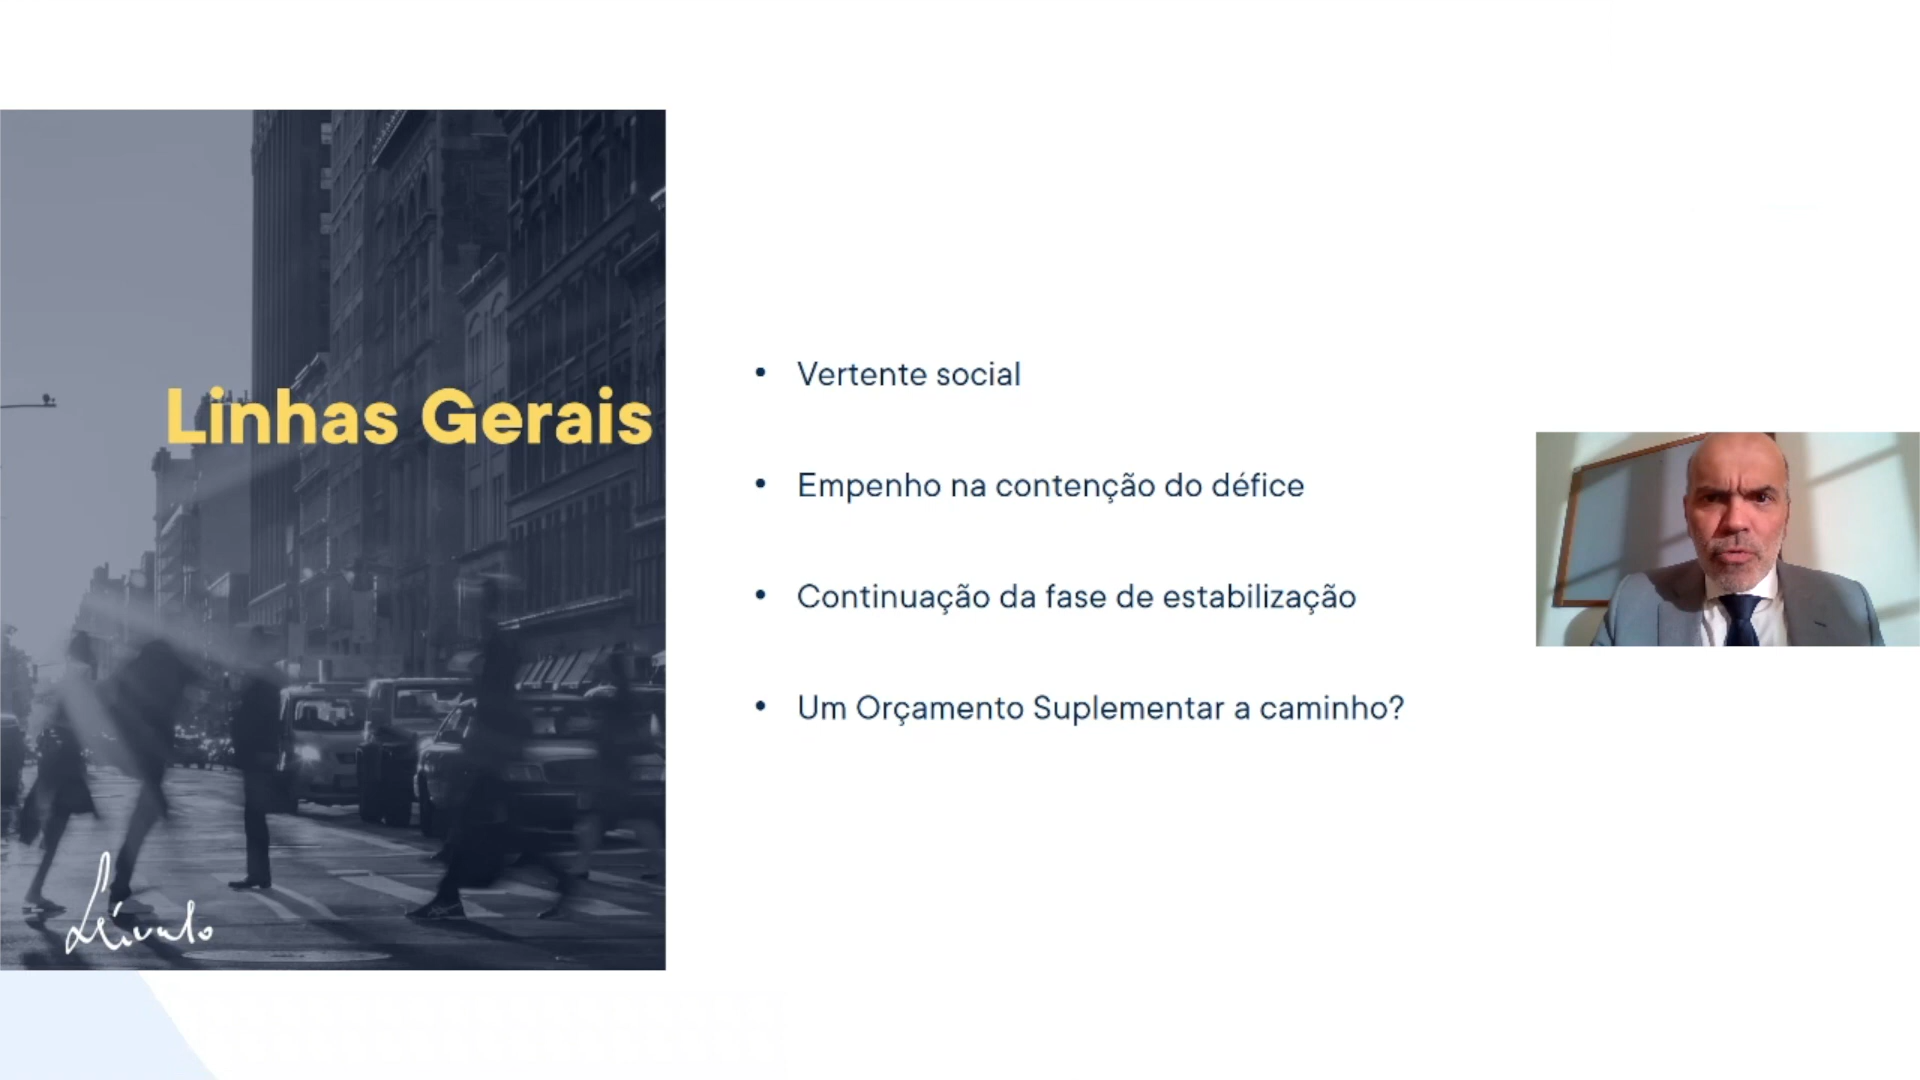 Linhas Gerais
• Vertente social
• Empenho na contenção do défice
• Continuação da fase de estabilização
• Um Orçamento Suplementar a caminho?